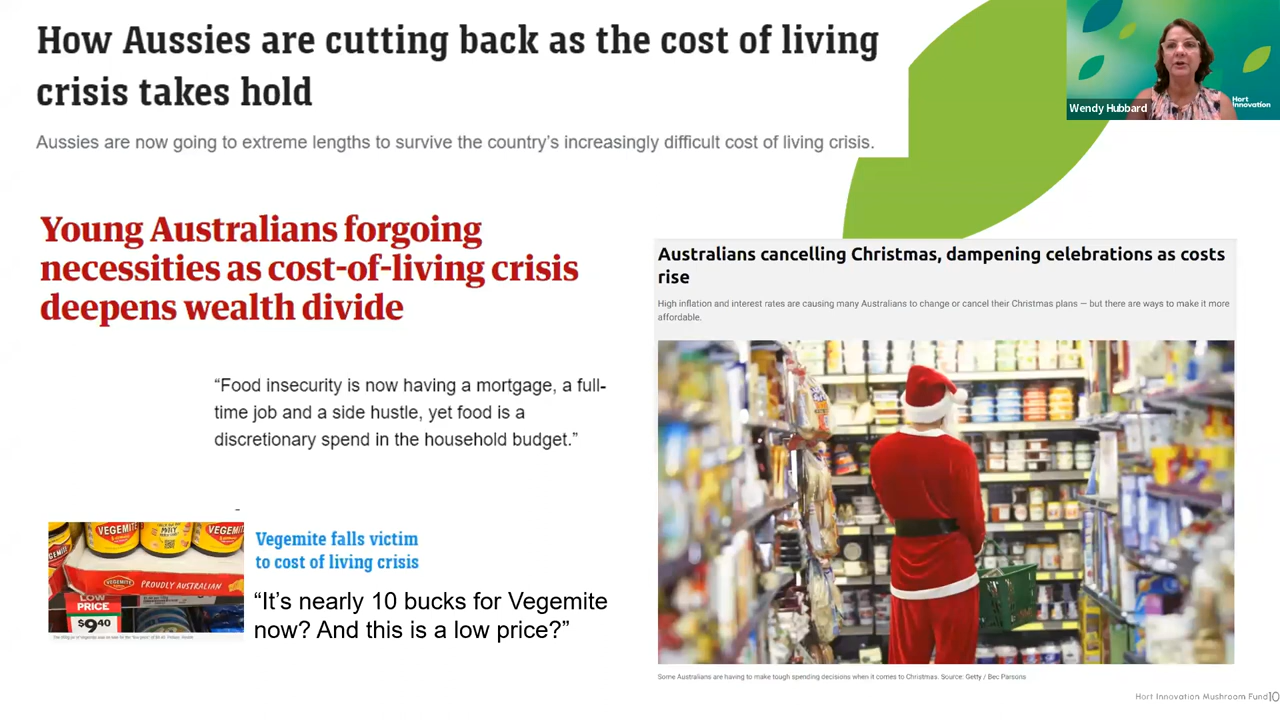 How Aussies are cutting back as the cost of living
crisis takes hold
Aussies are now going to extreme lengths to survive the country's increasingly difficult cost of living crisis.
Wendy Hubbard
Hort
Innovation
Young Australians forgoing
necessities as cost-of-living crisis
deepens wealth divide
“Food insecurity is now having a mortgage, a full-
time job and a side hustle, yet food is a
discretionary spend in the household budget.”
VEGEMITE
VEGEMITE
PROUDLY AUSTRALIAN
LOW
PRICE
$940
Vegemite falls victim
to cost of living crisis
“It’s nearly 10 bucks for Vegemite
now? And this is a low price?”
Australians cancelling Christmas, dampening celebrations as costs
rise
High inflation and interest rates are causing many Australians to change or cancel their Christmas plans — but there are ways to make it more
affordable.
Some Australians are having to make tough spending decisions when it comes to Christmas. Source: Getty / Bec Parsons
Hort Innovation Mushroom Fund
10